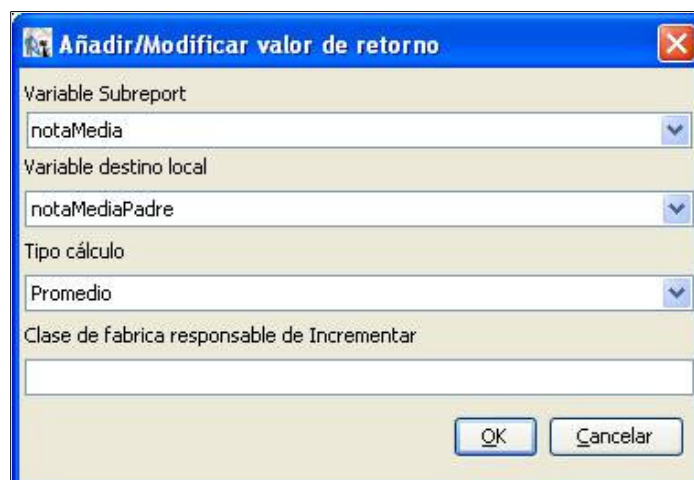 Añadir/Modificar valor de retorno
Variable Subreport
notaMedia
Variable destino local
notaMediaPadre
Tipo cálculo
Promedio
Clase de fabrica responsable de Incrementar
OK Cancelar